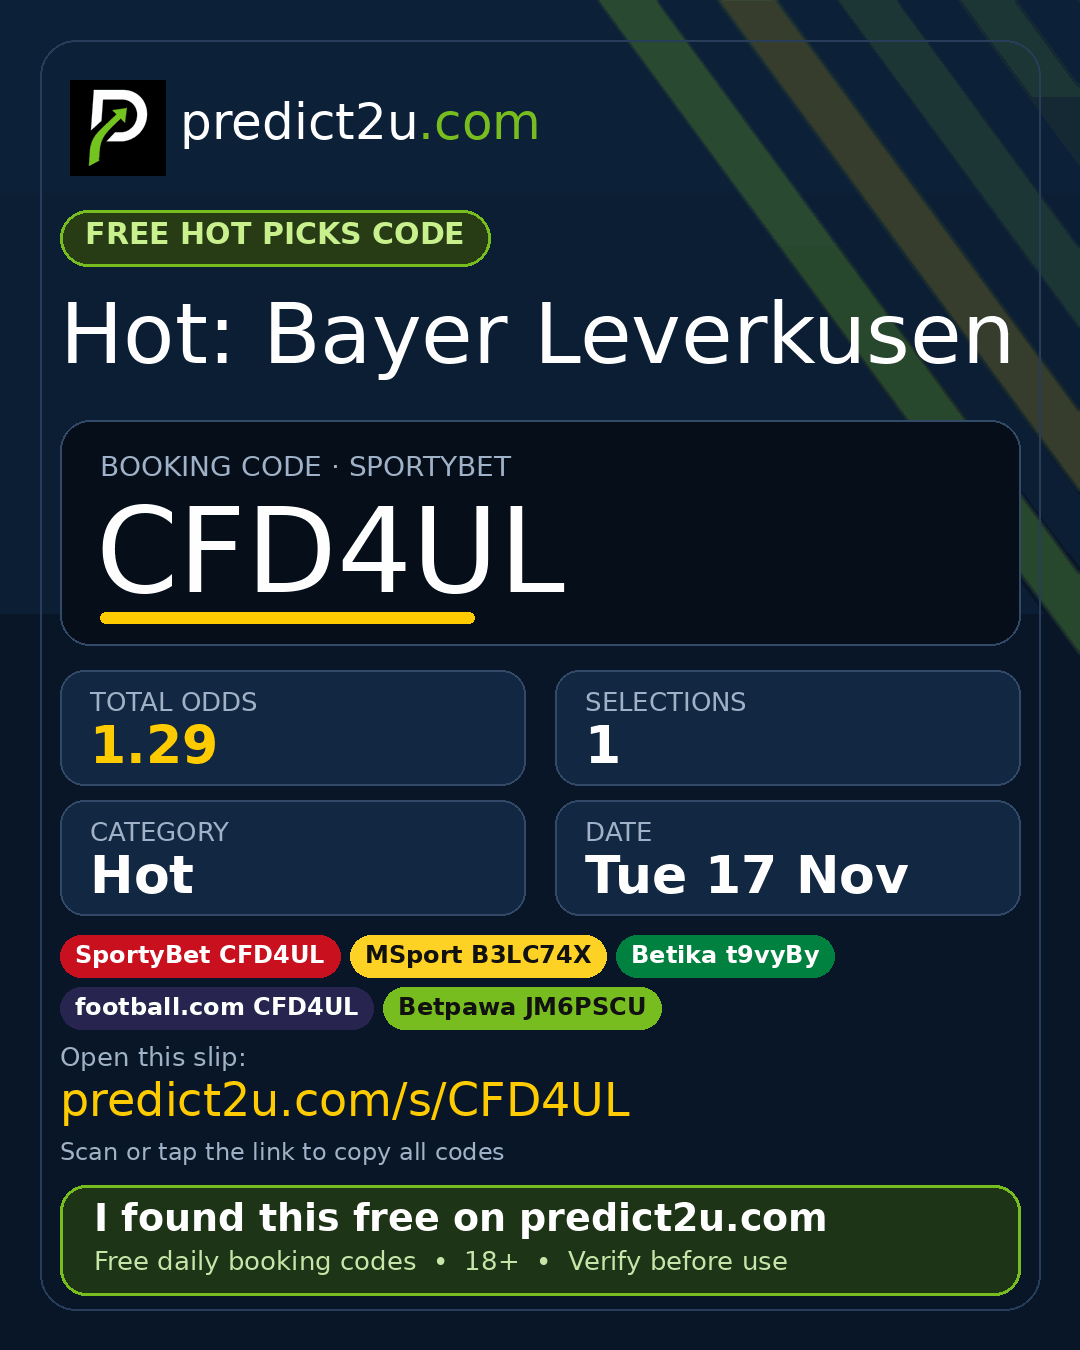 predict2u.com
FREE HOT PICKS CODE
Hot: Bayer Leverkusen
BOOKING CODE · SPORTYBET
CFD4UL
TOTAL ODDS
1.29
SELECTIONS
1
CATEGORY
Hot
DATE
Tue 17 Nov
SportyBet CFD4UL
MSport B3LC74X
Betika t9vyBy
football.com CFD4UL
Betpawa JM6PSCU
Open this slip:
predict2u.com/s/CFD4UL
Scan or tap the link to copy all codes
I found this free on predict2u.com
Free daily booking codes • 18+ • Verify before use